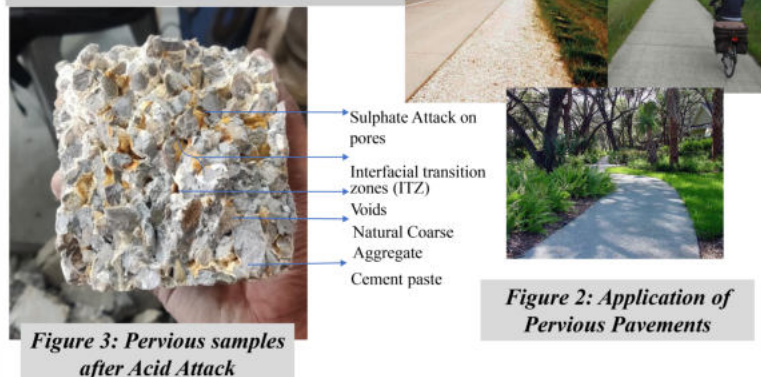 Sulphate Attack on
pores
Interfacial transition
zones (ITZ)
Voids
Natural Coarse
Aggregate
Cement paste
Figure 3: Pervious samples
after Acid Attack
Figure 2: Application of
Pervious Pavements